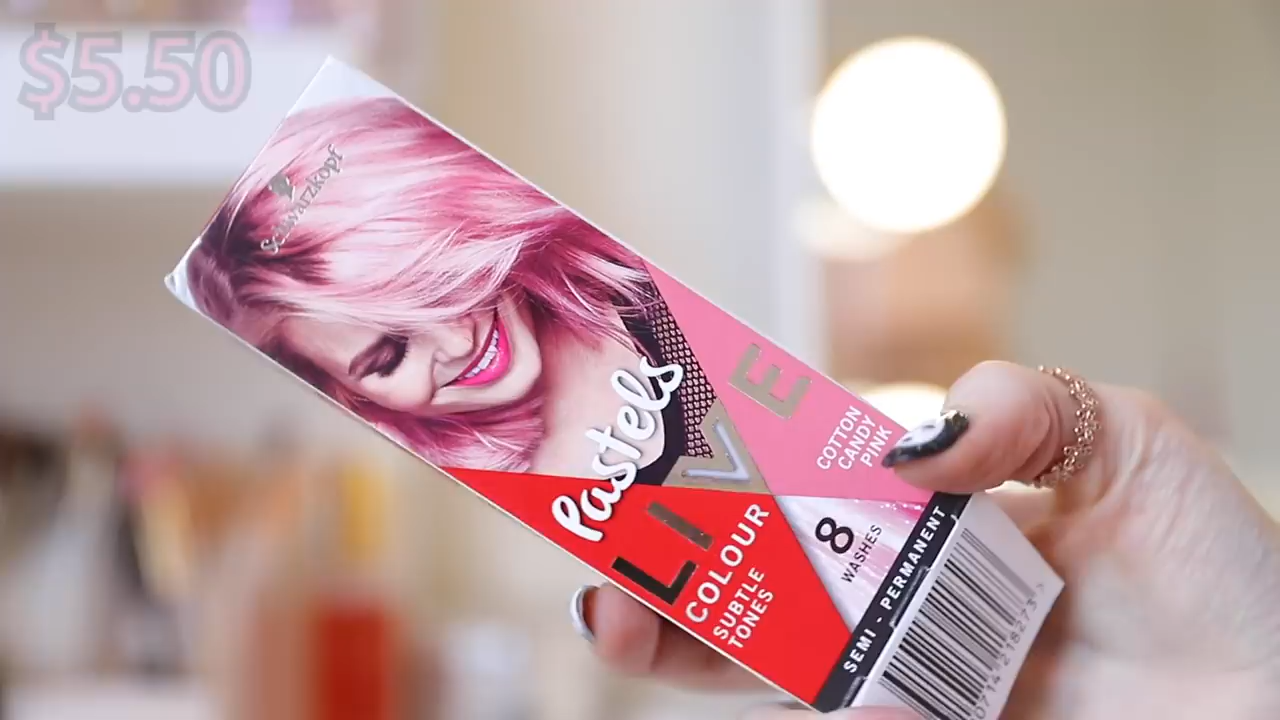 $5.50
Schwarzkopf
Pastels
LIVE
COLOUR
SUBTLE
TONES
COTTON
CANDY
PINK
8
WASHES
SEMI - PERMANENT